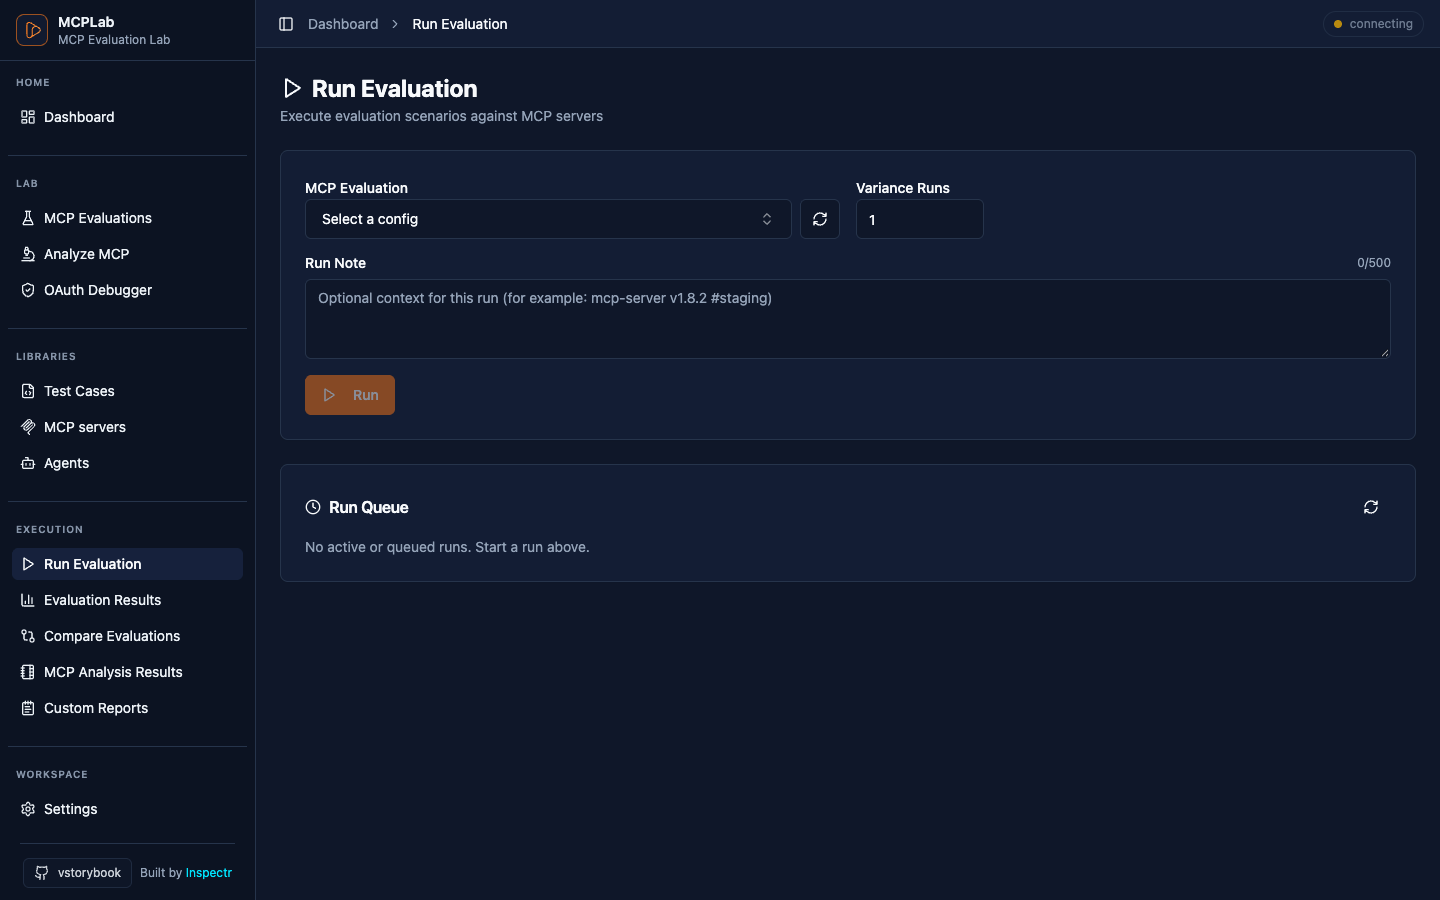 MCPLab
MCP Evaluation Lab
HOME
Dashboard
LAB
MCP Evaluations
Analyze MCP
OAuth Debugger
LIBRARIES
Test Cases
MCP servers
Agents
EXECUTION
Run Evaluation
Evaluation Results
Compare Evaluations
MCP Analysis Results
Custom Reports
WORKSPACE
Settings
vstorybook
Built by Inspectr
Dashboard > Run Evaluation
connecting
Run Evaluation
Execute evaluation scenarios against MCP servers
MCP Evaluation
Select a config
Variance Runs
1
Run Note
0/500
Optional context for this run (for example: mcp-server v1.8.2 #staging)
Run
Run Queue
No active or queued runs. Start a run above.